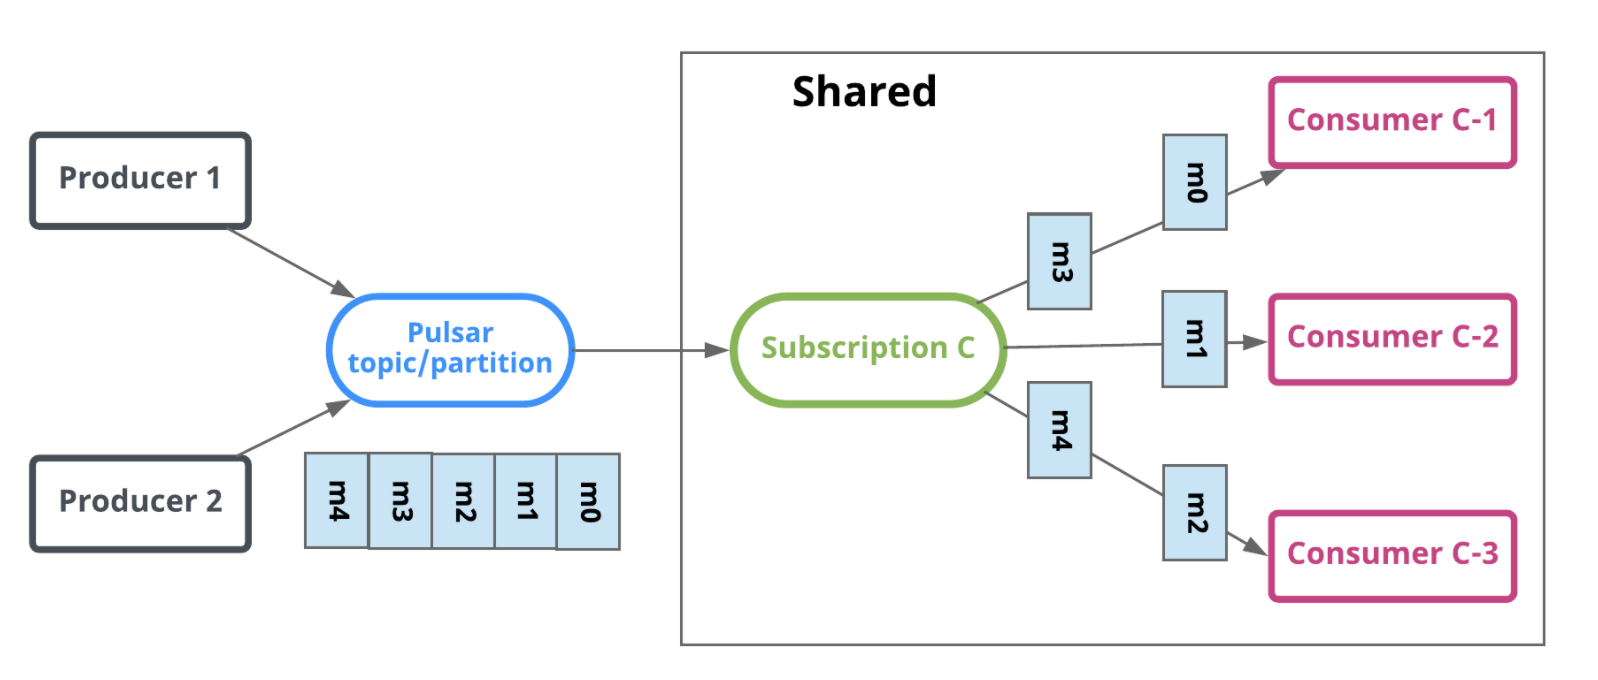 Shared
Producer 1
Producer 2
Pulsar
topic/partition
m4
m3
m2
m1
m0
Subscription C
m3
m0
m1
m4
m2
Consumer C-1
Consumer C-2
Consumer C-3